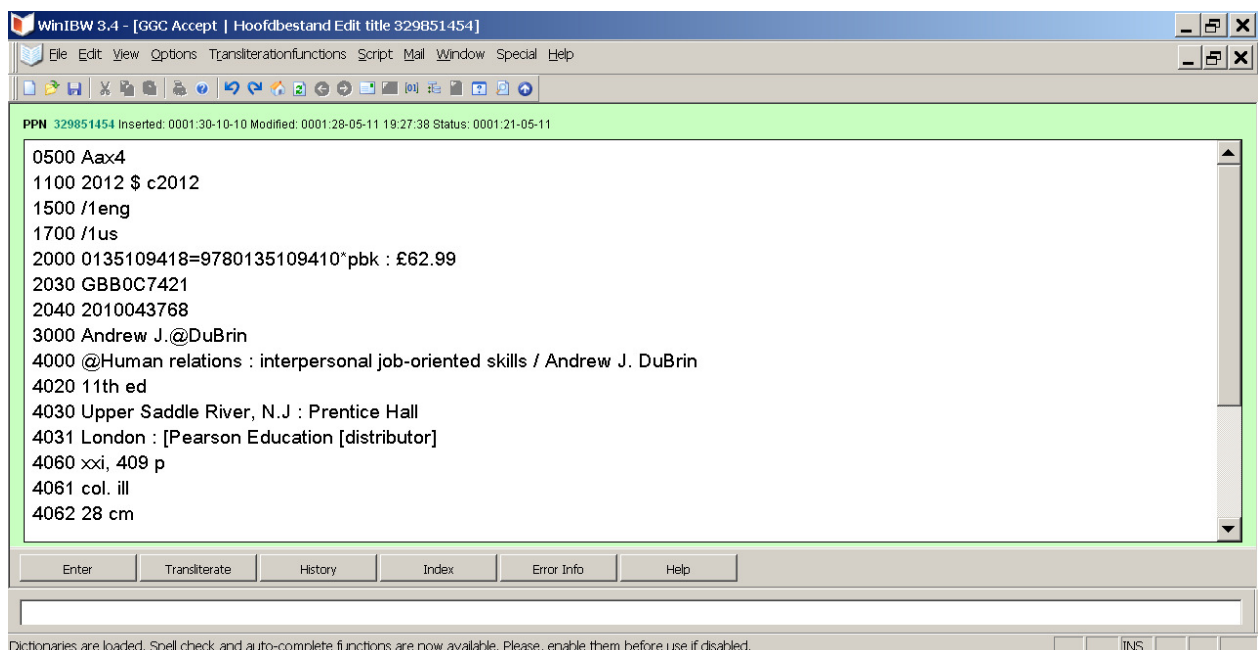 WinIBW 3.4 - [GGC Accept | Hoofdbestand Edit title 329851454]
File Edit View Options Transliterationfunctions Script Mail Window Special Help
PPN 329851454 Inserted: 0001:30-10-10 Modified: 0001:28-05-11 19:27:38 Status: 0001:21-05-11
0500 Aax4
1100 2012 $ c2012
1500 /1eng
1700 /1us
2000 0135109418=9780135109410*pbk : £62.99
2030 GBB0C7421
2040 2010043768
3000 Andrew J.@DuBrin
4000 @Human relations : interpersonal job-oriented skills / Andrew J. DuBrin
4020 11th ed
4030 Upper Saddle River, N.J : Prentice Hall
4031 London : [Pearson Education [distributor]
4060 xxi, 409 p
4061 col. ill
4062 28 cm
Enter Transliterate History Index Error Info Help
Dictionaries are loaded. Spell check and auto-complete functions are now available. Please, enable them before use if disabled. INS